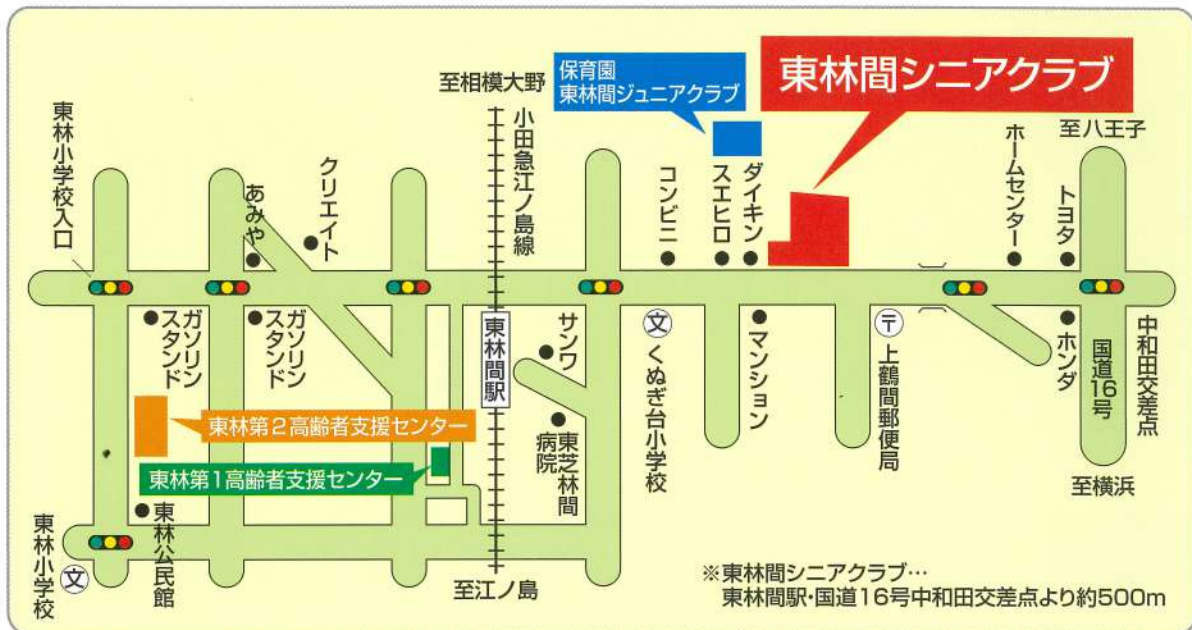 東林間シニアクラブ
保育園
東林間ジュニアクラブ
至相模大野
小田急江ノ島線
至八王子
東林小学校入口
あみや
クリエイト
コンビニ
スエヒロ
ダイキン
ホームセンター
トヨタ
ガソリン
スタンド
ガソリン
スタンド
東林間駅
サンワ
文
くぬぎ台小学校
マンション
〒
上鶴間郵便局
ホンダ
国道16号
中和田交差点
東林第2高齢者支援センター
東林第1高齢者支援センター
東芝林間
病院
至横浜
東林小学校
文
東林公民館
至江ノ島
※東林間シニアクラブ…
東林間駅・国道16号中和田交差点より約500m